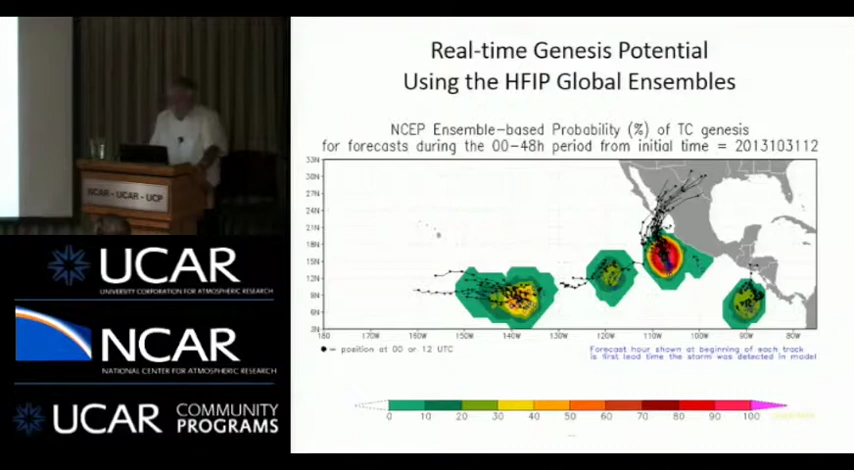 Real-time Genesis Potential
Using the HFIP Global Ensembles
NCEP Ensemble-based Probability (%) of TC genesis
for forecasts during the 00-48h period from initial time = 2013103112
33N
30N
27N
24N
21N
18N
15N
12N
9N
6N
3N
180 170W 160W 150W 140W 130W 120W 110W 100W 90W 80W
● - position at 00 or 12 UTC
Forecast hour shown at beginning of each track
is first lead time the storm was detected in model
0 10 20 30 40 50 60 70 80 90 100
NCAR - UCAR - UCP
UCAR
UNIVERSITY CORPORATION FOR ATMOSPHERIC RESEARCH
NCAR
NATIONAL CENTER FOR ATMOSPHERIC RESEARCH
UCAR COMMUNITY
PROGRAMS